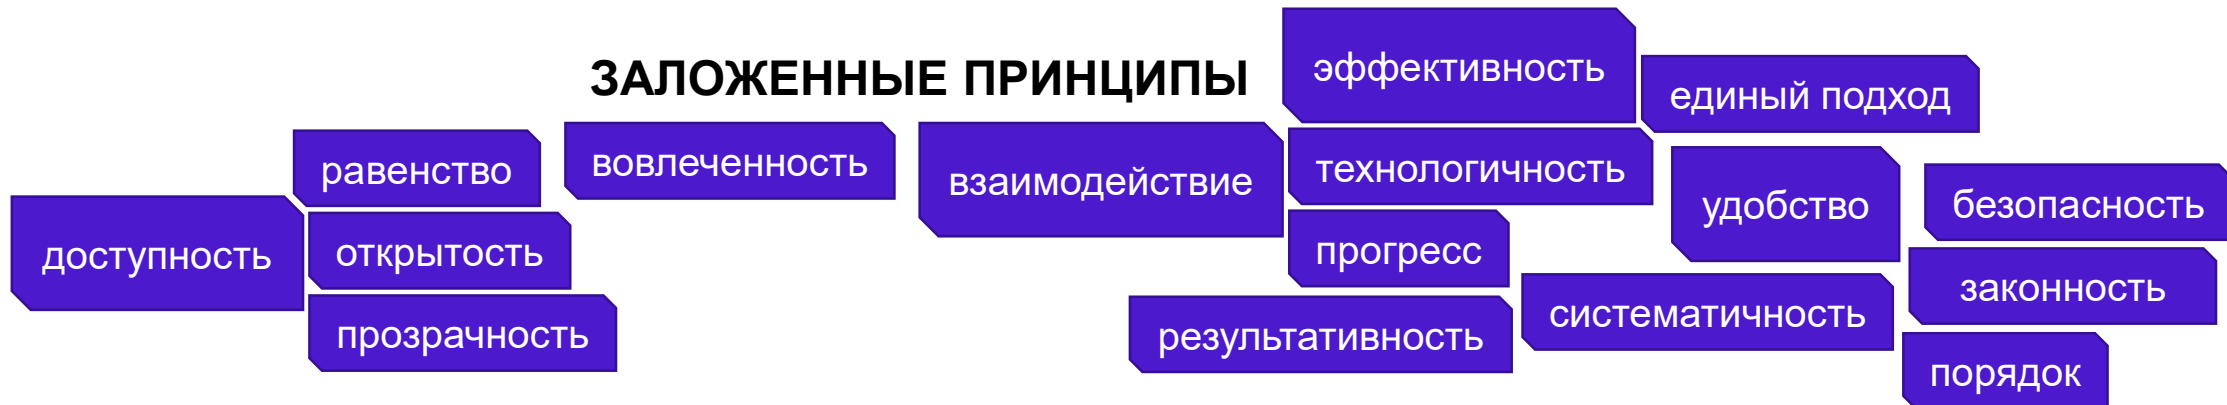 ЗАЛОЖЕННЫЕ ПРИНЦИПЫ
доступность
равенство
открытость
прозрачность
вовлеченность
взаимодействие
эффективность
технологичность
прогресс
результативность
единый подход
удобство
систематичность
безопасность
законность
порядок